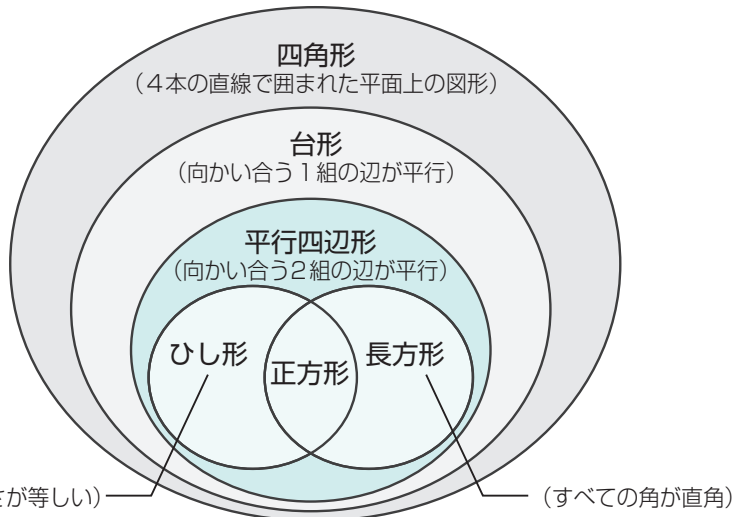 四角形
(4本の直線で囲まれた平面上の図形)
台形
(向かい合う1組の辺が平行)
平行四辺形
(向かい合う2組の辺が平行)
ひし形
正方形
長方形
が等しい)
(すべての角が直角)